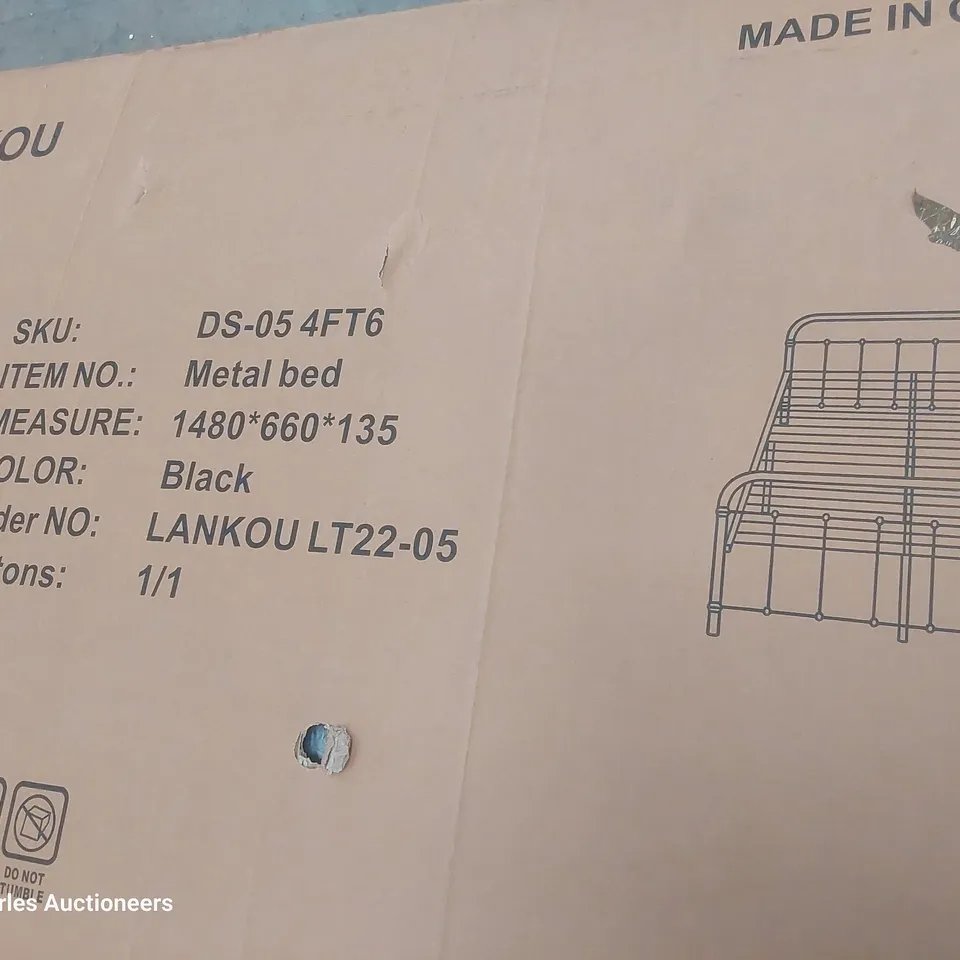 MADE IN
OU
SKU: DS-05 4FT6
ITEM NO.: Metal bed
MEASURE: 1480*660*135
OLOR: Black
der NO: LANKOU LT22-05
tons: 1/1
DO NOT
TUMBLE
rles Auctioneers